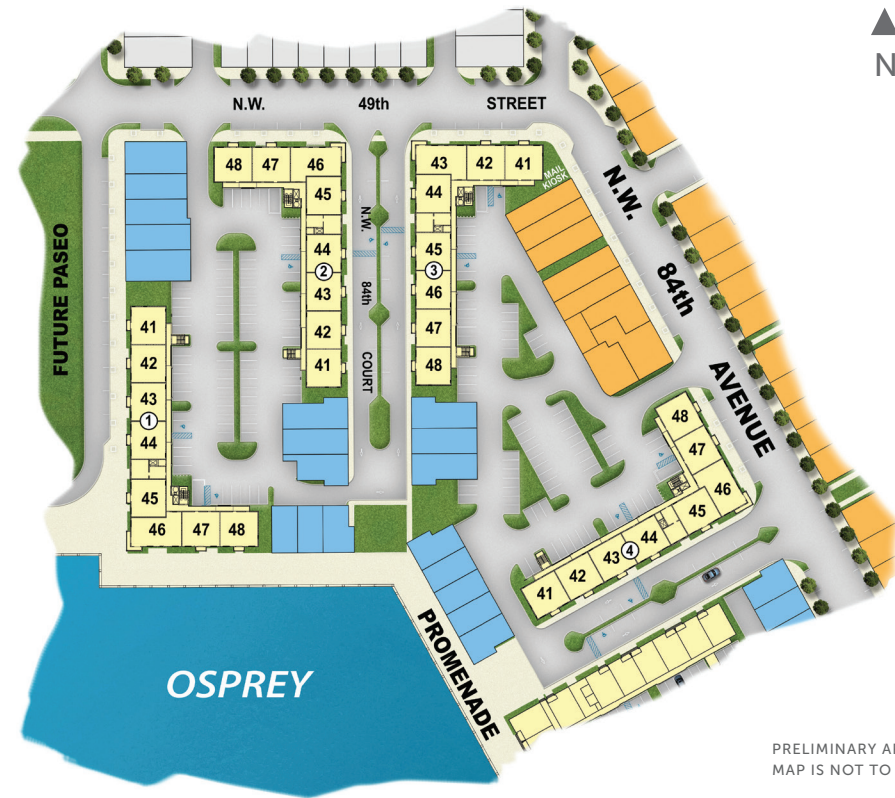 N
N.W. 49th STREET
FUTURE PASEO
48 47 46
45
44
2
43
42
41
N.W. 84th COURT
43 42 41
44
45
3
46
47
48
MAIL
KIOSK
N.W. 84th AVENUE
41
42
43
1
44
45
46 47 48
48
47
46
45
44
4
43
42
41
PROMENADE
OSPREY
PRELIMINARY
MAP IS NOT TO